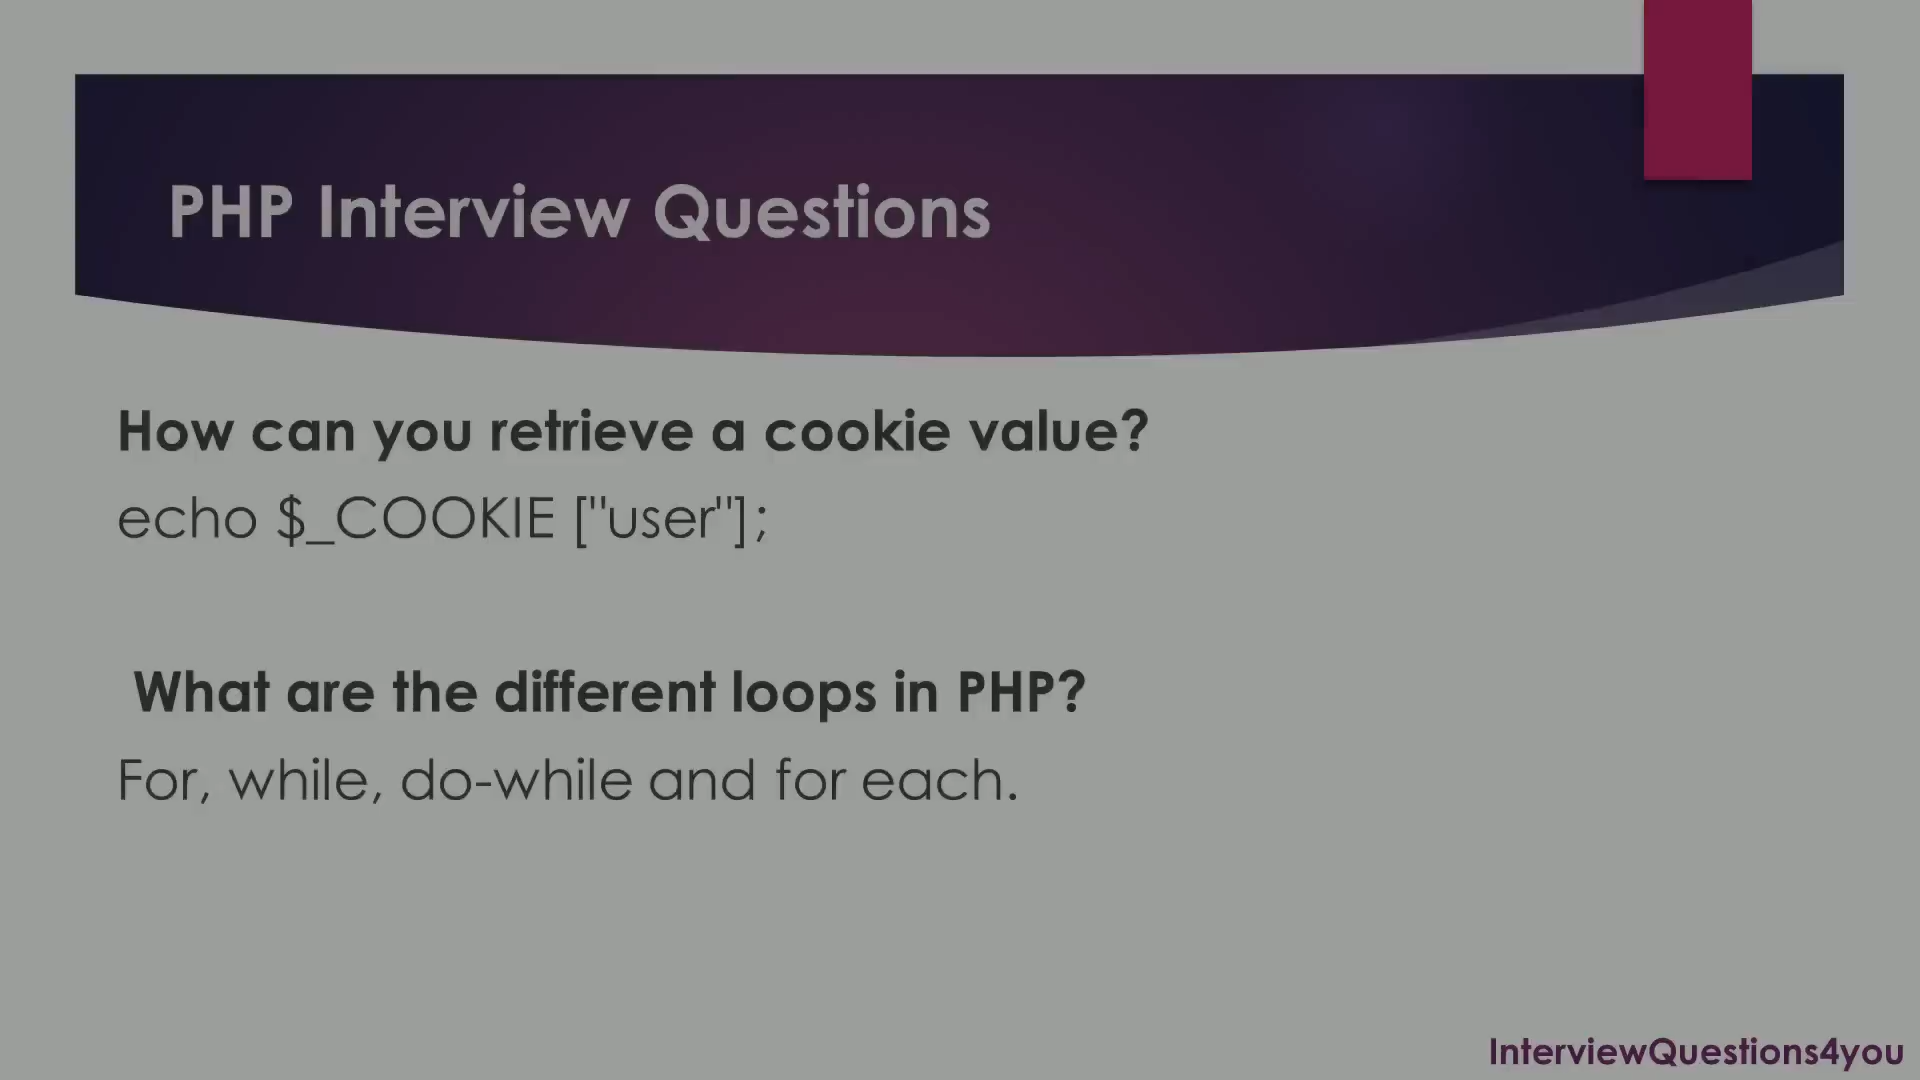 PHP Interview Questions
How can you retrieve a cookie value?
echo $_COOKIE ["user"];
What are the different loops in PHP?
For, while, do-while and for each.
InterviewQuestions4you